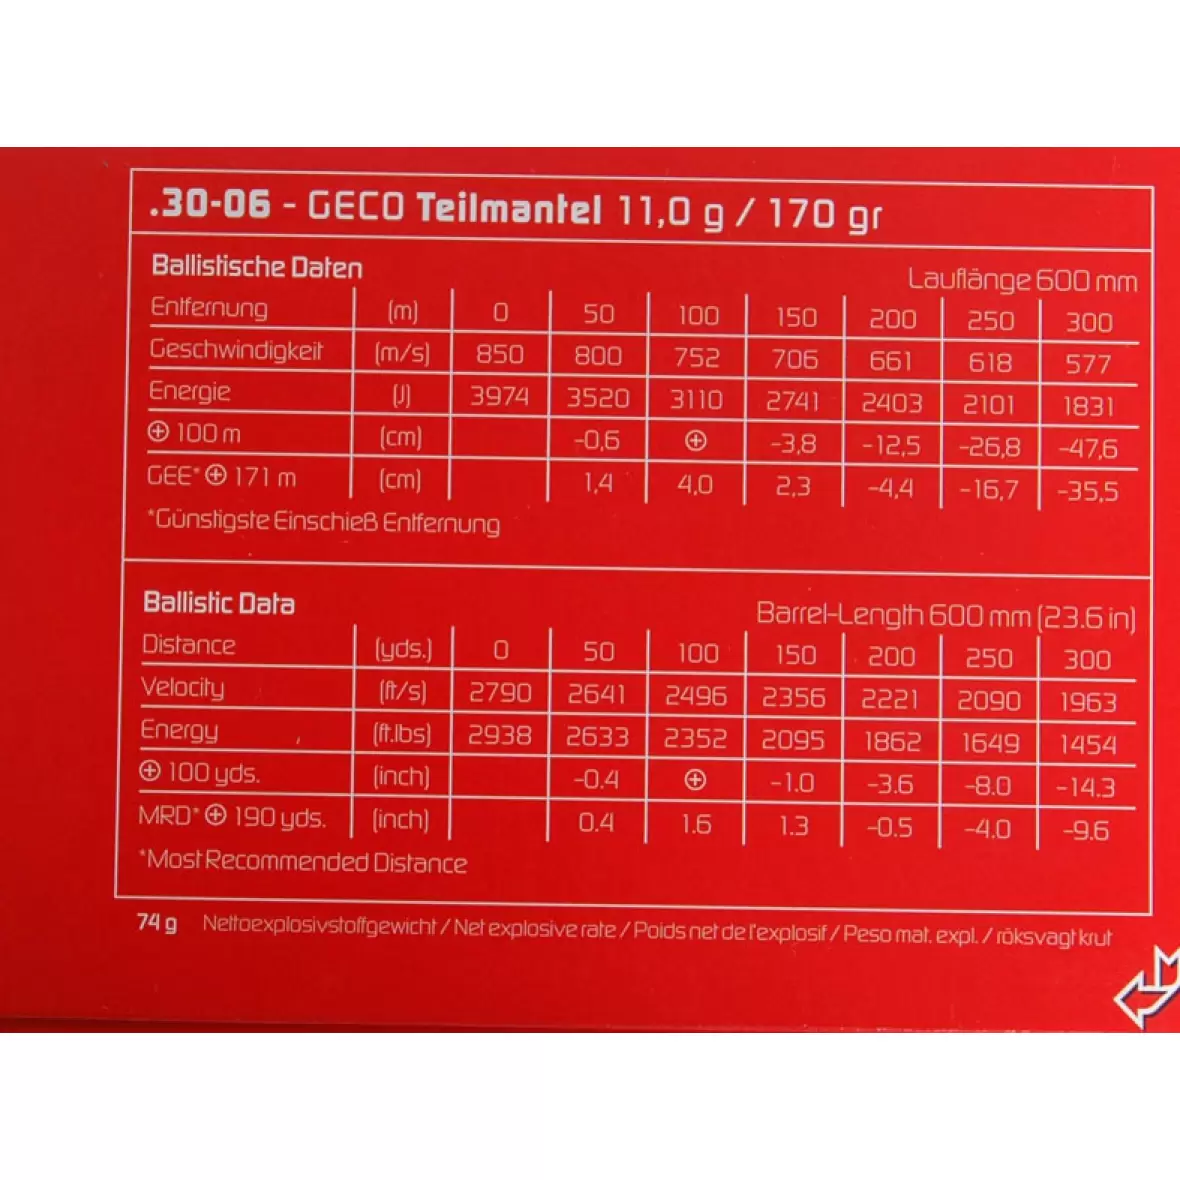 .30-06 - GECO Teilmantel 11,0 g / 170 gr
Ballistische Daten Lauflänge 600 mm
Entfernung (m) 0 50 100 150 200 250 300
Geschwindigkeit (m/s) 850 800 752 706 661 618 577
Energie (J) 3974 3520 3110 2741 2403 2101 1831
⊕ 100 m (cm) -0,6 ⊕ -3,8 -12,5 -26,8 -47,6
GEE* ⊕ 171 m (cm) 1,4 4,0 2,3 -4,4 -16,7 -35,5
*Günstigste Einschieß Entfernung
Ballistic Data Barrel-Length 600 mm (23.6 in)
Distance (yds.) 0 50 100 150 200 250 300
Velocity (ft/s) 2790 2641 2496 2356 2221 2090 1963
Energy (ft.lbs) 2938 2633 2352 2095 1862 1649 1454
⊕ 100 yds. (inch) -0.4 ⊕ -1.0 -3.6 -8.0 -14.3
MRD* ⊕ 190 yds. (inch) 0.4 1.6 1.3 -0.5 -4.0 -9.6
*Most Recommended Distance
74 g Nettoexplosivstoffgewicht / Net explosive rate / Poids net de l'explosif / Peso mat. expl. / röksvagt krut